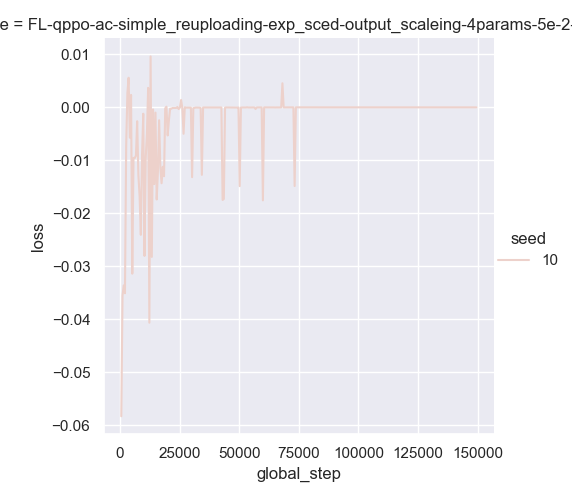 e = FL-qppo-ac-simple_reuploading-exp_sced-output_scaleing-4params-5e-2-
0.01
0.00
−0.01
−0.02
−0.03
−0.04
−0.05
−0.06
loss
0 25000 50000 75000 100000 125000 150000
global_step
seed
10